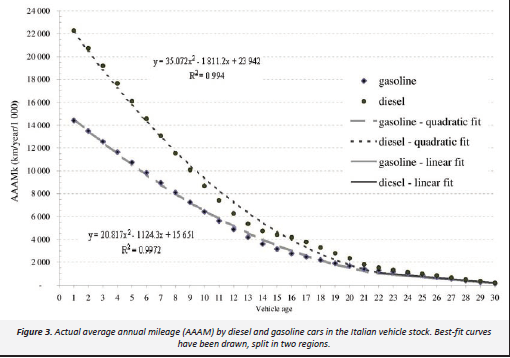 24 000
22 000
20 000
18 000
16 000
14 000
12 000
10 000
8 000
6 000
4 000
2 000
-
AAAMk (km/year/1 000)
y = 35.072x² - 1 811.2x + 23 942
R² = 0.994
y = 20.817x² - 1124.3x + 15 651
R² = 0.9972
gasoline
diesel
gasoline - quadratic fit
diesel - quadratic fit
gasoline - linear fit
diesel - linear fit
0 1 2 3 4 5 6 7 8 9 10 11 12 13 14 15 16 17 18 19 20 21 22 23 24 25 26 27 28 29 30
Vehicle age
Figure 3. Actual average annual mileage (AAAM) by diesel and gasoline cars in the Italian vehicle stock. Best-fit curves
have been drawn, split in two regions.